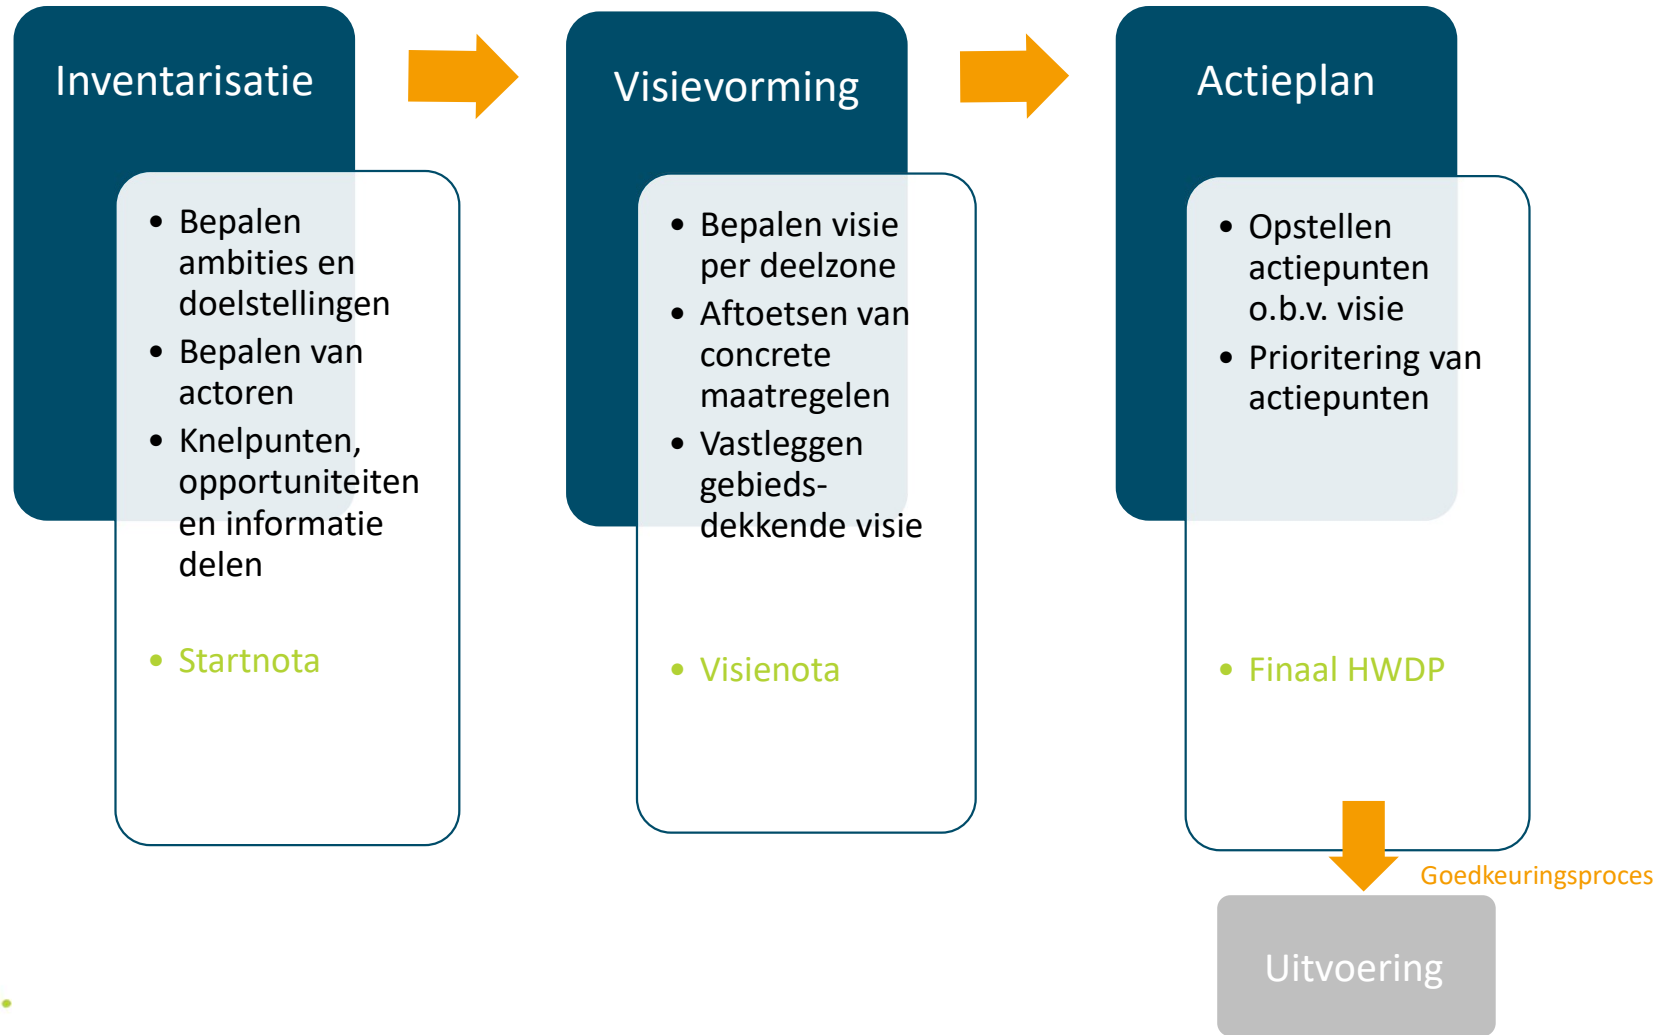 Inventarisatie
• Bepalen
ambities en
doelstellingen
• Bepalen van
actoren
• Knelpunten,
opportuniteiten
en informatie
delen
• Startnota
Visievorming
• Bepalen visie
per deelzone
• Aftoetsen van
concrete
maatregelen
• Vastleggen
gebieds-
dekkende visie
• Visienota
Actieplan
• Opstellen
actiepunten
o.b.v. visie
• Prioritering van
actiepunten
• Finaal HWDP
Goedkeuringsproces
Uitvoering